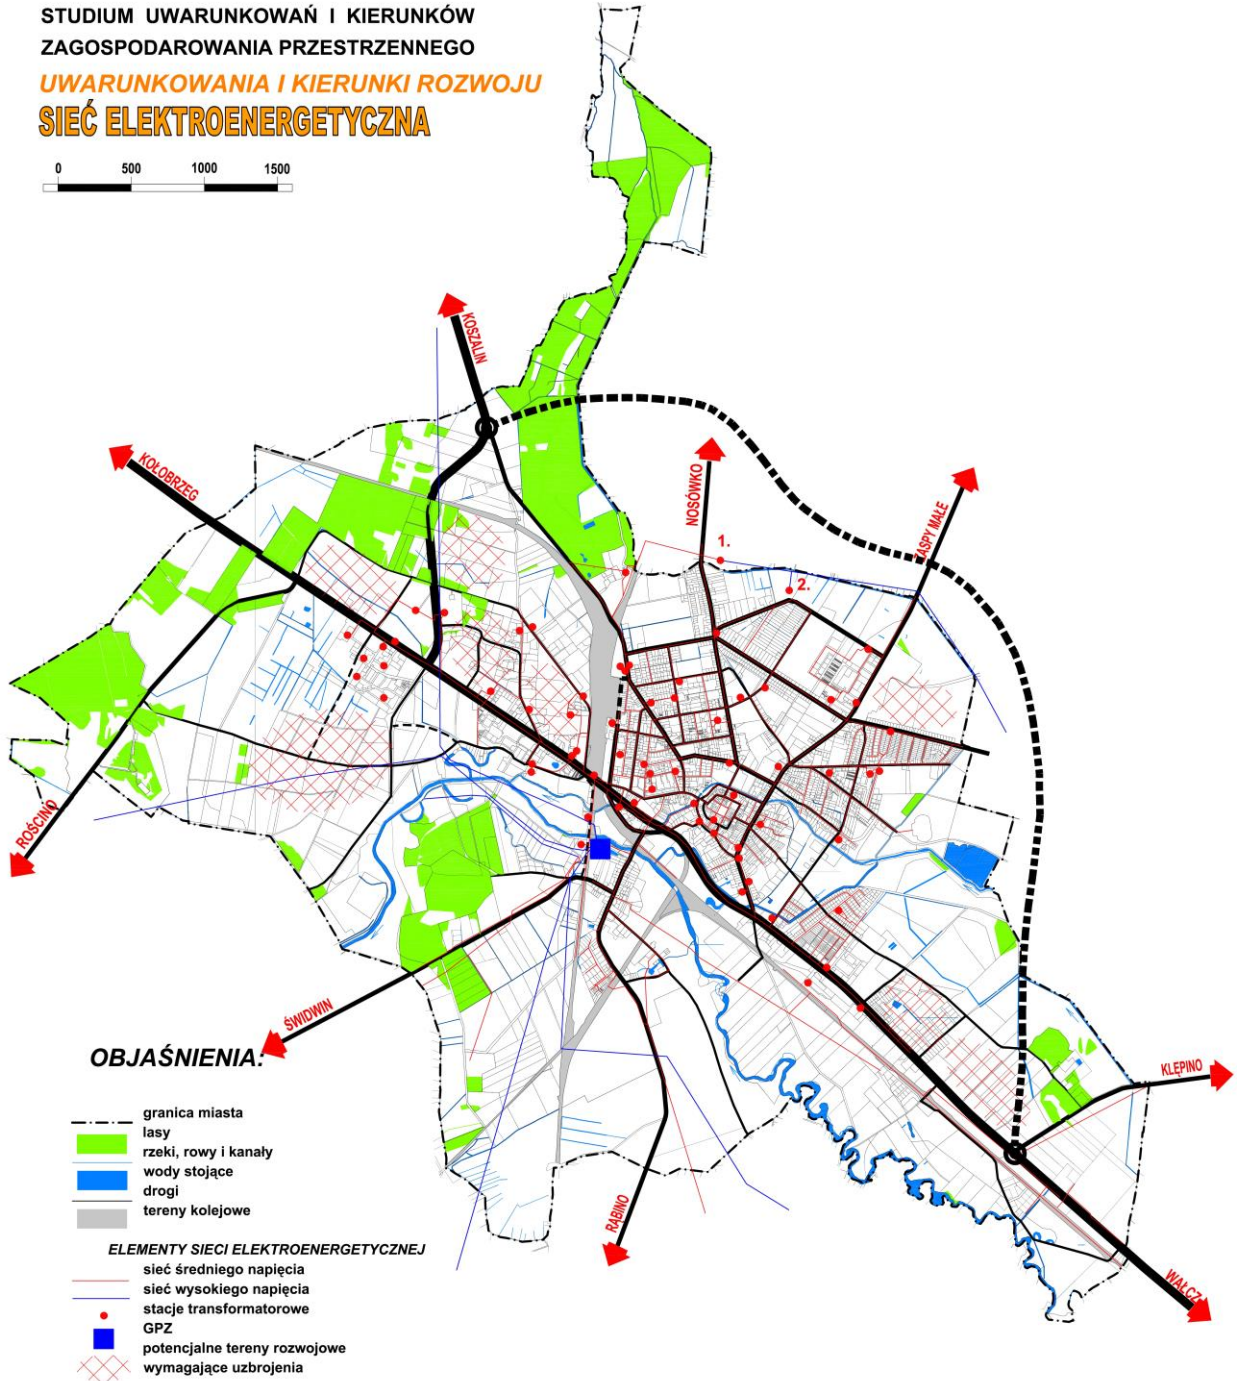 STUDIUM UWARUNKOWAŃ I KIERUNKÓW
ZAGOSPODAROWANIA PRZESTRZENNEGO
UWARUNKOWANIA I KIERUNKI ROZWOJU
SIEĆ ELEKTROENERGETYCZNA
0 500 1000 1500
KOSZALIN
KOŁOBRZEG
NOSÓWKO
ZASPY MAŁE
1.
2.
ROŚCINO
ŚWIDWIN
KLĘPINO
RĄBINO
WAŁCZ
OBJAŚNIENIA:
granica miasta
lasy
rzeki, rowy i kanały
wody stojące
drogi
tereny kolejowe
ELEMENTY SIECI ELEKTROENERGETYCZNEJ
sieć średniego napięcia
sieć wysokiego napięcia
stacje transformatorowe
GPZ
potencjalne tereny rozwojowe
wymagające uzbrojenia